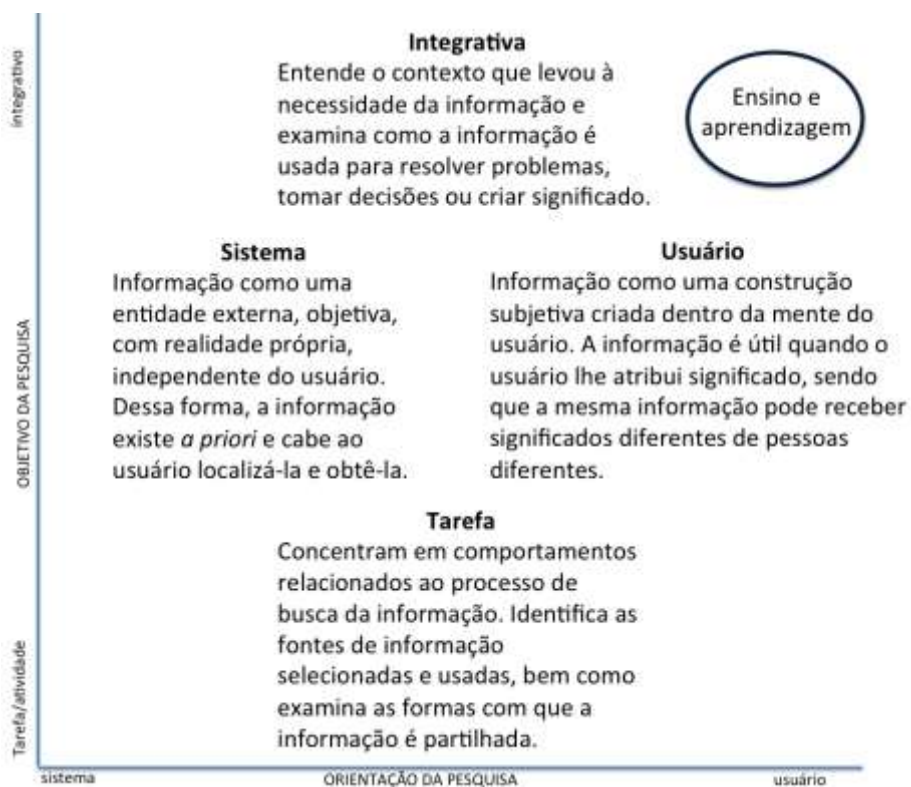 integrativo
Integrativa
Entende o contexto que levou à
necessidade da informação e
examina como a informação é
usada para resolver problemas,
tomar decisões ou criar significado.
Ensino e
aprendizagem
OBJETIVO DA PESQUISA
Sistema
Informação como uma
entidade externa, objetiva,
com realidade própria,
independente do usuário.
Dessa forma, a informação
existe a priori e cabe ao
usuário localizá-la e obtê-la.
Usuário
Informação como uma construção
subjetiva criada dentro da mente do
usuário. A informação é útil quando o
usuário lhe atribui significado, sendo
que a mesma informação pode receber
significados diferentes de pessoas
diferentes.
Tarefa/atividade
Tarefa
Concentram em comportamentos
relacionados ao processo de
busca da informação. Identifica as
fontes de informação
selecionadas e usadas, bem como
examina as formas com que a
informação é partilhada.
sistema
ORIENTAÇÃO DA PESQUISA
usuário